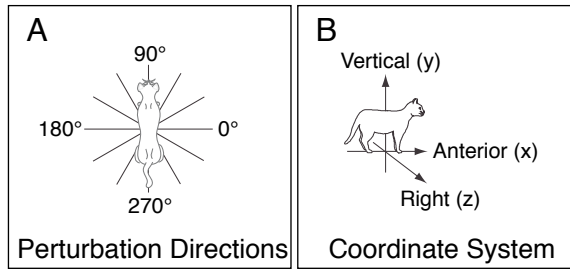 A
90°
180°
0°
270°
Perturbation Directions
B
Vertical (y)
Anterior (x)
Right (z)
Coordinate System